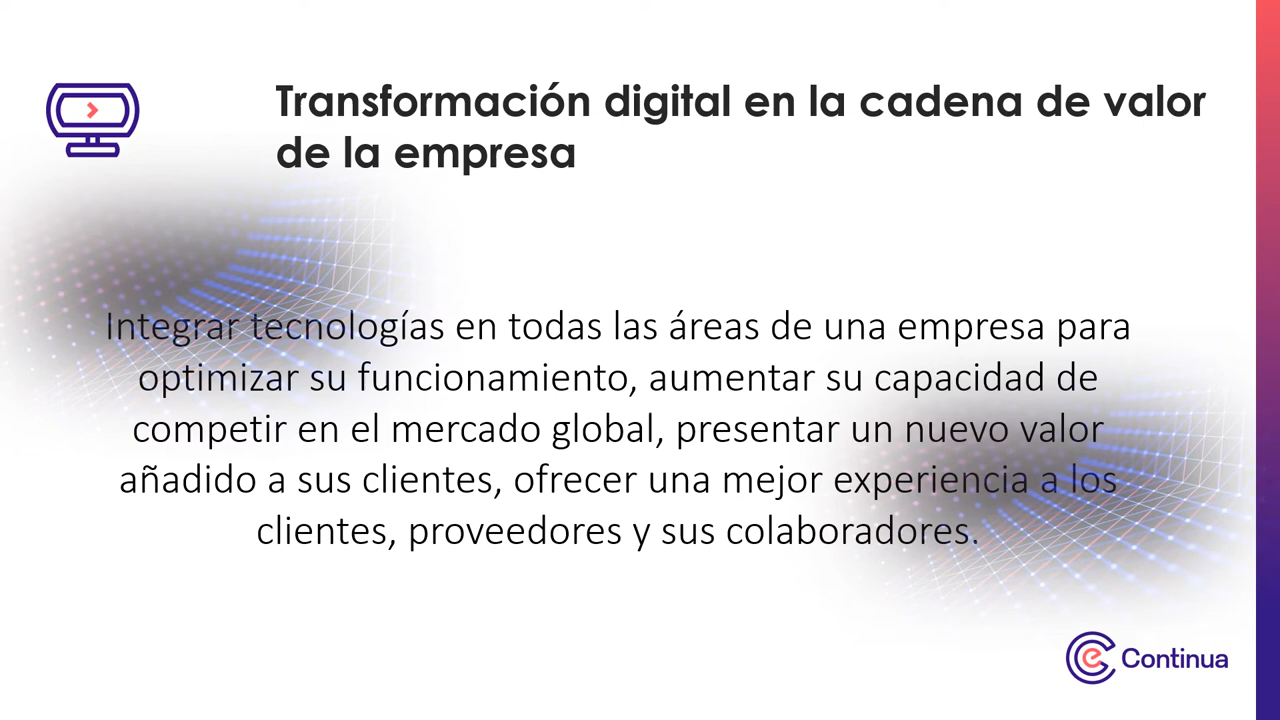 Transformación digital en la cadena de valor
de la empresa
Integrar tecnologías en todas las áreas de una empresa para
optimizar su funcionamiento, aumentar su capacidad de
competir en el mercado global, presentar un nuevo valor
añadido a sus clientes, ofrecer una mejor experiencia a los
clientes, proveedores y sus colaboradores.
e Continua